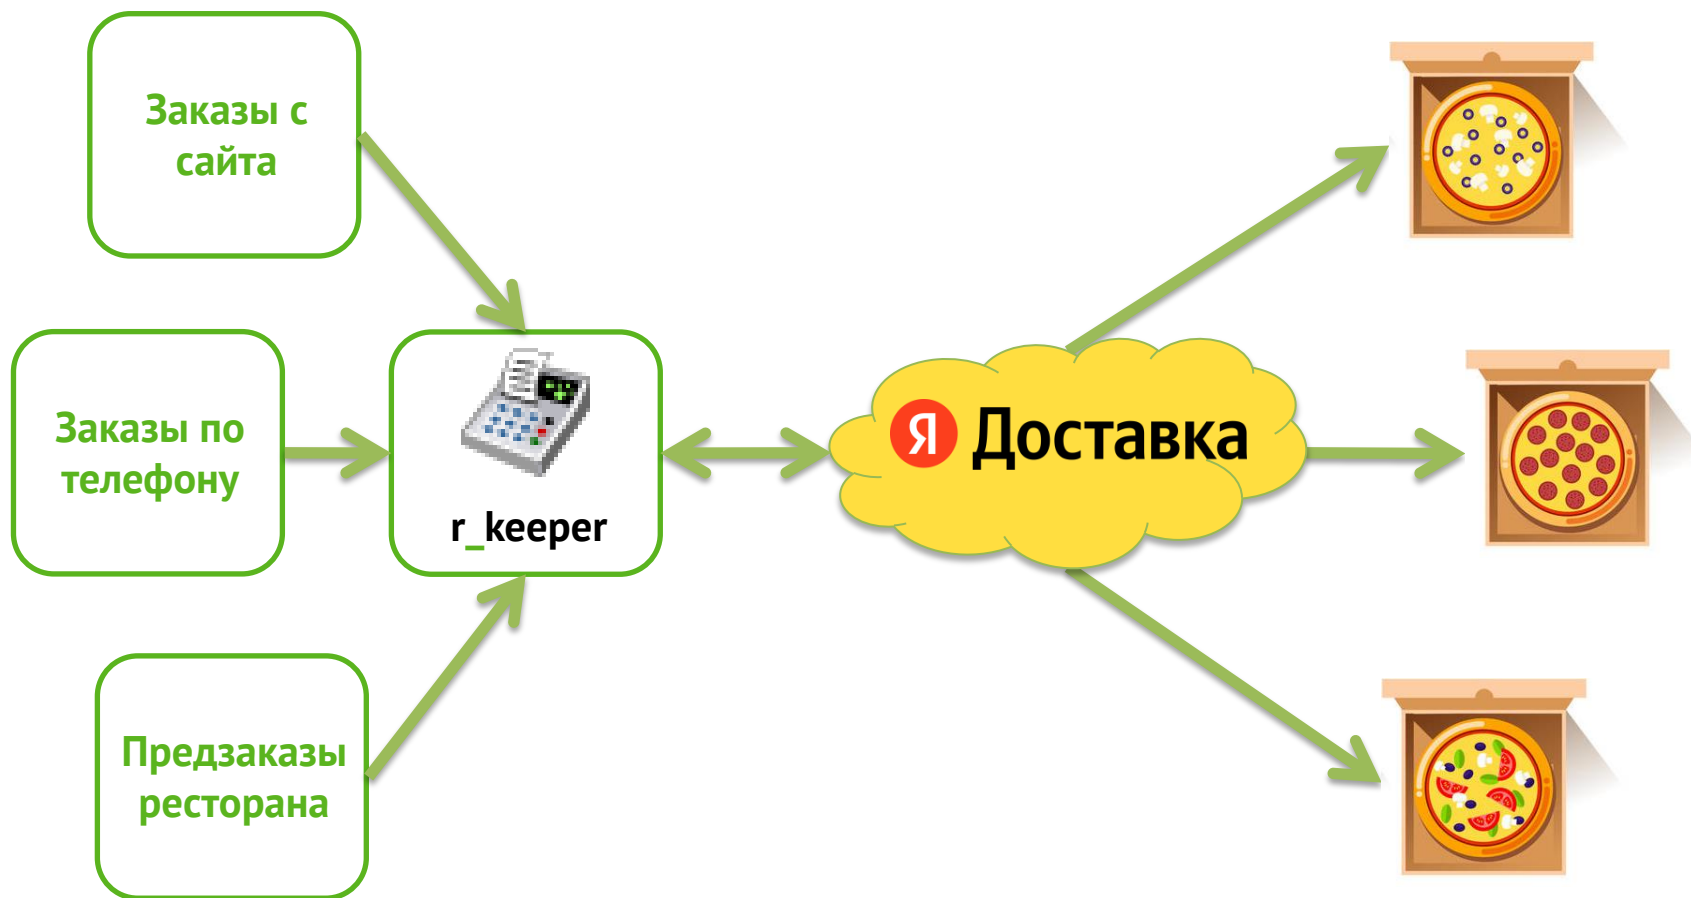 Заказы с
сайта
Заказы по
телефону
r_keeper
Я Доставка
Предзаказы
ресторана